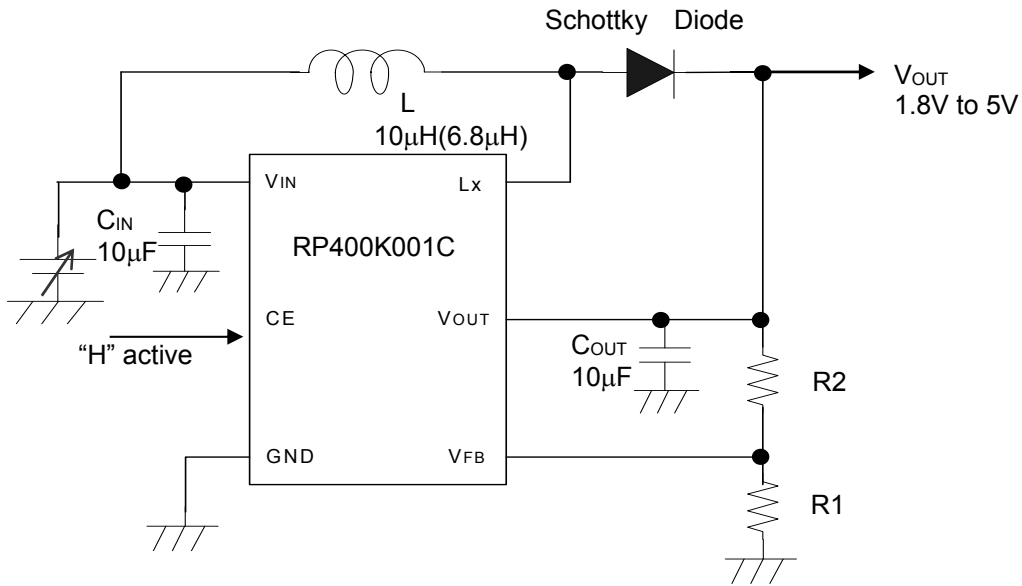 Schottky Diode
VOUT
1.8V to 5V
L
10μH(6.8μH)
VIN
Lx
CIN
10μF
RP400K001C
CE
VOUT
"H" active
COUT
10μF
R2
GND
VFB
R1